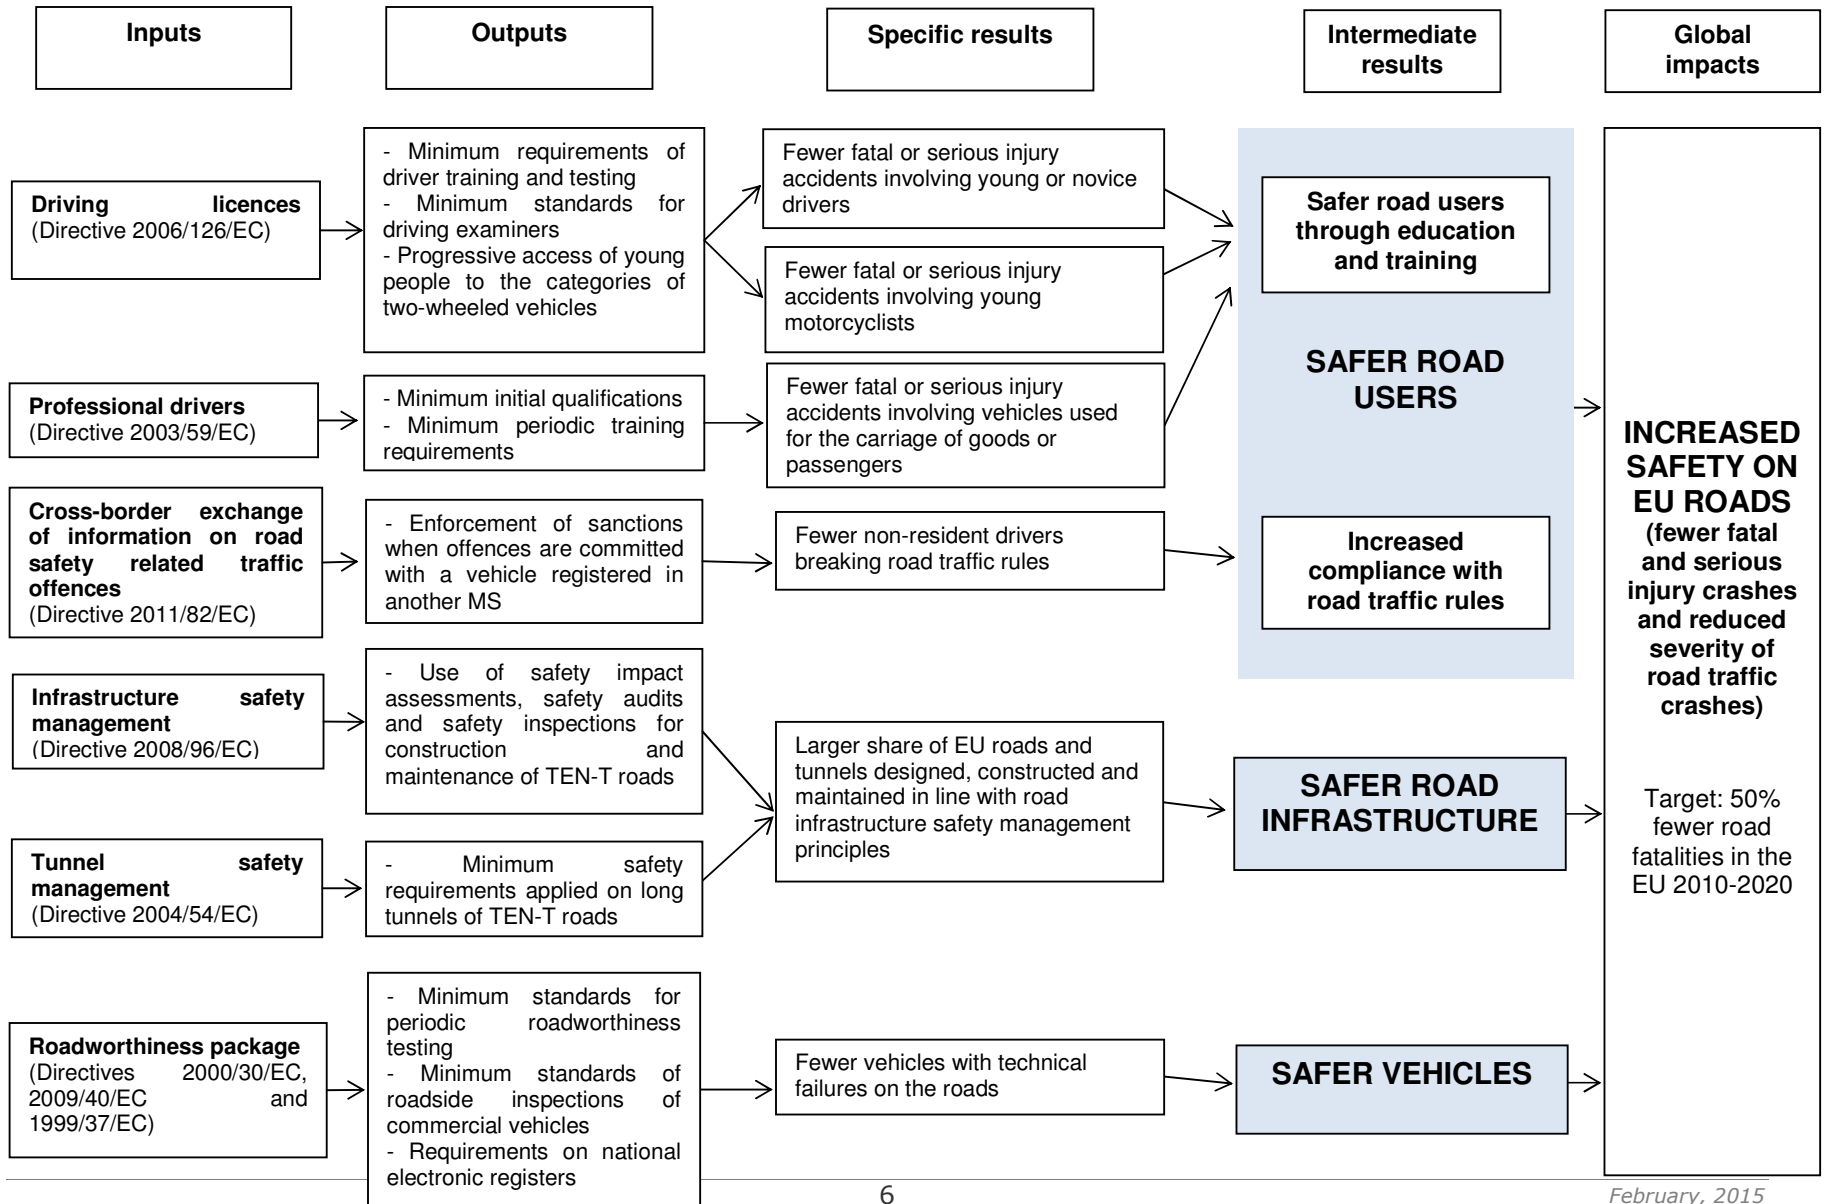 Inputs
Outputs
Specific results
Intermediate
results
Global
impacts
Driving licences
(Directive 2006/126/EC)
- Minimum requirements of
driver training and testing
- Minimum standards for
driving examiners
- Progressive access of young
people to the categories of
two-wheeled vehicles
Fewer fatal or serious injury
accidents involving young or novice
drivers
Fewer fatal or serious injury
accidents involving young
motorcyclists
Safer road users
through education
and training
SAFER ROAD
USERS
Professional drivers
(Directive 2003/59/EC)
- Minimum initial qualifications
- Minimum periodic training
requirements
Fewer fatal or serious injury
accidents involving vehicles used
for the carriage of goods or
passengers
Cross-border exchange
of information on road
safety related traffic
offences
(Directive 2011/82/EC)
- Enforcement of sanctions
when offences are committed
with a vehicle registered in
another MS
Fewer non-resident drivers
breaking road traffic rules
Increased
compliance with
road traffic rules
Infrastructure safety
management
(Directive 2008/96/EC)
- Use of safety impact
assessments, safety audits
and safety inspections for
construction and
maintenance of TEN-T roads
Larger share of EU roads and
tunnels designed, constructed and
maintained in line with road
infrastructure safety management
principles
SAFER ROAD
INFRASTRUCTURE
Tunnel safety
management
(Directive 2004/54/EC)
- Minimum safety
requirements applied on long
tunnels of TEN-T roads
Roadworthiness package
(Directives 2000/30/EC,
2009/40/EC and
1999/37/EC)
- Minimum standards for
periodic roadworthiness
testing
- Minimum standards of
roadside inspections of
commercial vehicles
- Requirements on national
electronic registers
Fewer vehicles with technical
failures on the roads
SAFER VEHICLES
INCREASED
SAFETY ON
EU ROADS
(fewer fatal
and serious
injury crashes
and reduced
severity of
road traffic
crashes)
Target: 50%
fewer road
fatalities in the
EU 2010-2020
6
February, 2015